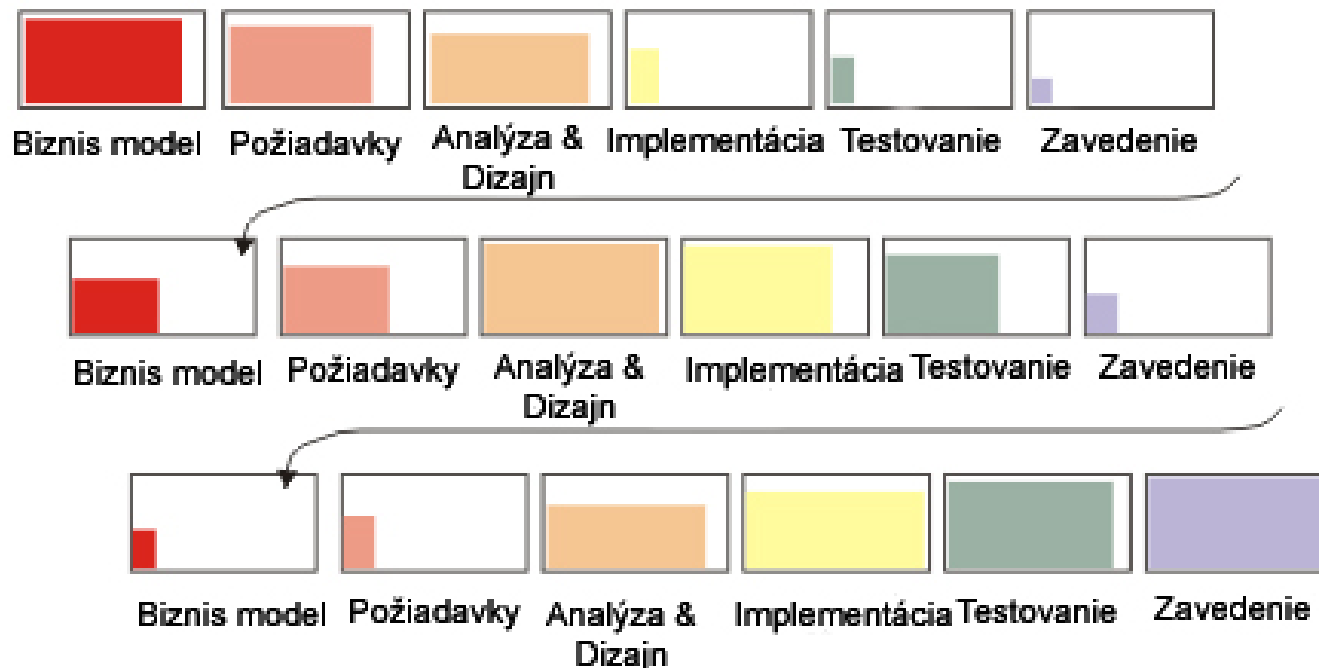 Biznis model Požiadavky Analýza & Implementácia Testovanie Zavedenie
Dizajn
Biznis model Požiadavky Analýza & Implementácia Testovanie Zavedenie
Dizajn
Biznis model Požiadavky Analýza & Implementácia Testovanie Zavedenie
Dizajn